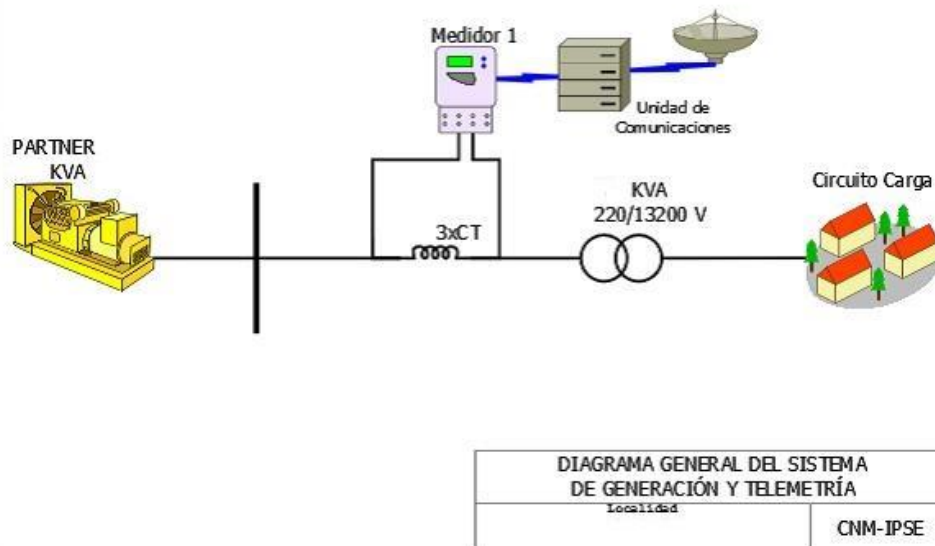 Medidor 1
Unidad de
Comunicaciones
PARTNER
KVA
3xCT
KVA
220/13200 V
Circuito Carga
DIAGRAMA GENERAL DEL SISTEMA
DE GENERACIÓN Y TELEMETRÍA
Localidad
CNM-IPSE